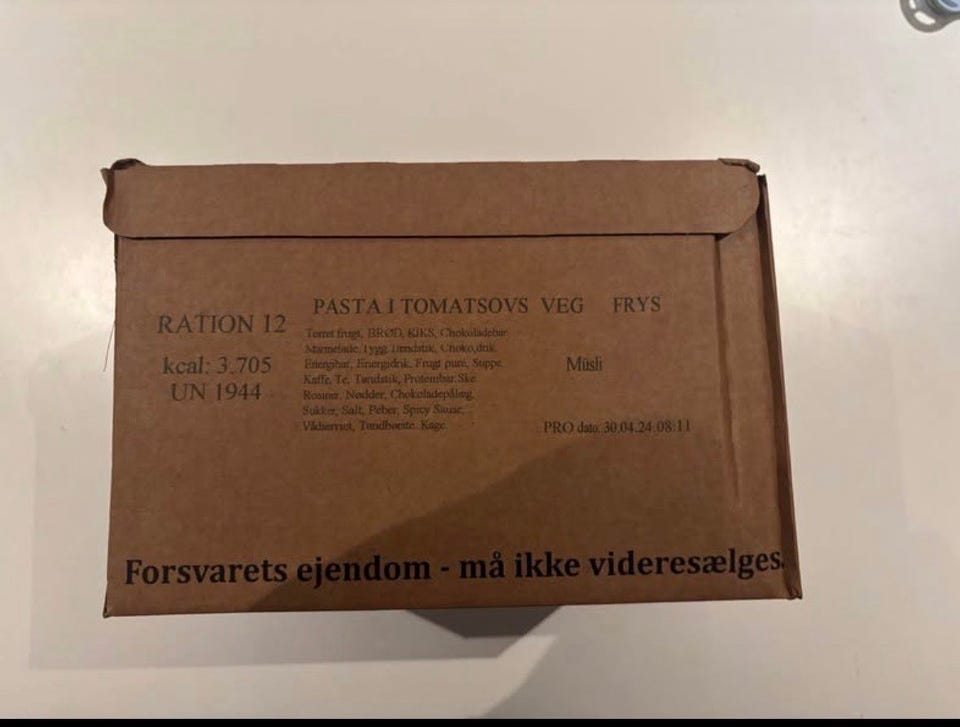 RATION 12
kcal: 3.705
UN 1944
PASTA I TOMATSOVS VEG FRYS
Tørret frugt, BRØD, KIKS, Chokoladebar
Marmelade, Tygg, Tændstik, Choko,drik
Energibar, Energidrik, Frugt puré, Suppe
Kaffe, Te, Tandstik, Proteinbar, Ske
Rosiner, Nødder, Chokoladepålæg,
Sukker, Salt, Peber, Spicy Sause,
Vådserviet, Tandbørste, Kage
Müsli
PRO dato. 30.04.24-08:11
Forsvarets ejendom - må ikke videresælges.